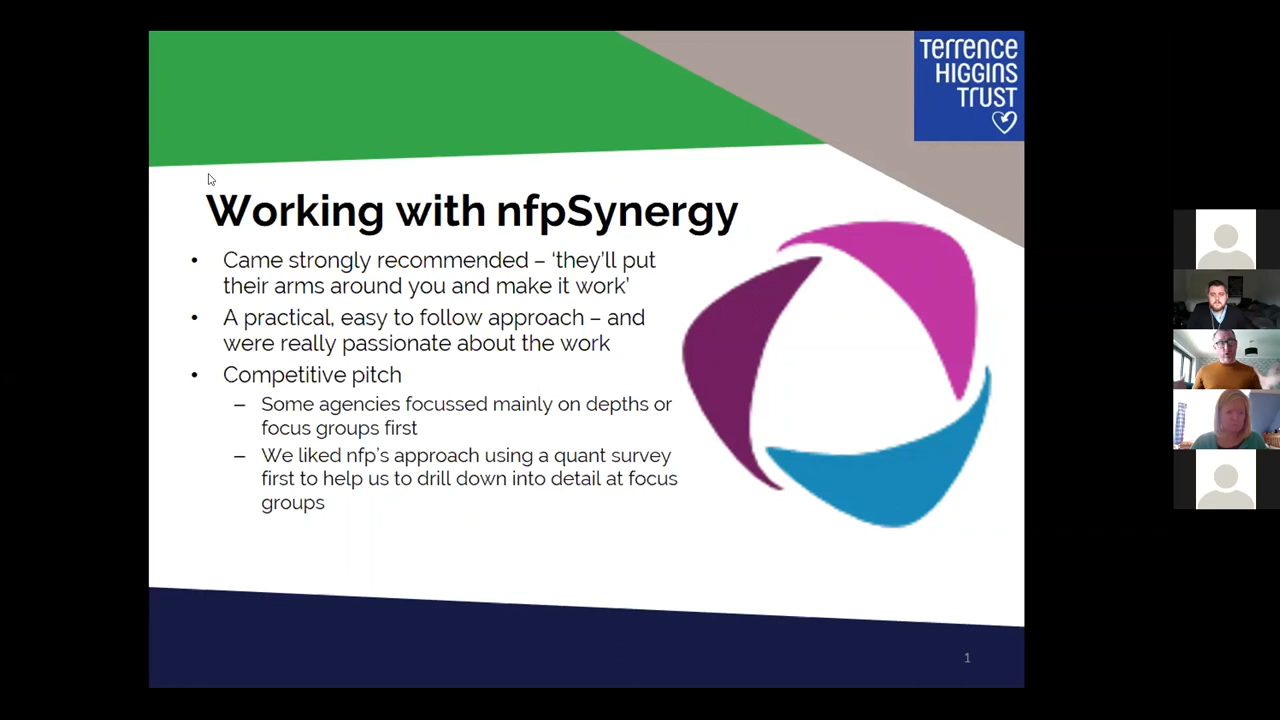 Terrence
HIGGINS
TRUST
Working with nfpSynergy
• Came strongly recommended – ‘they’ll put
their arms around you and make it work’
• A practical, easy to follow approach – and
were really passionate about the work
• Competitive pitch
– Some agencies focussed mainly on depths or
focus groups first
– We liked nfp’s approach using a quant survey
first to help us to drill down into detail at focus
groups
1